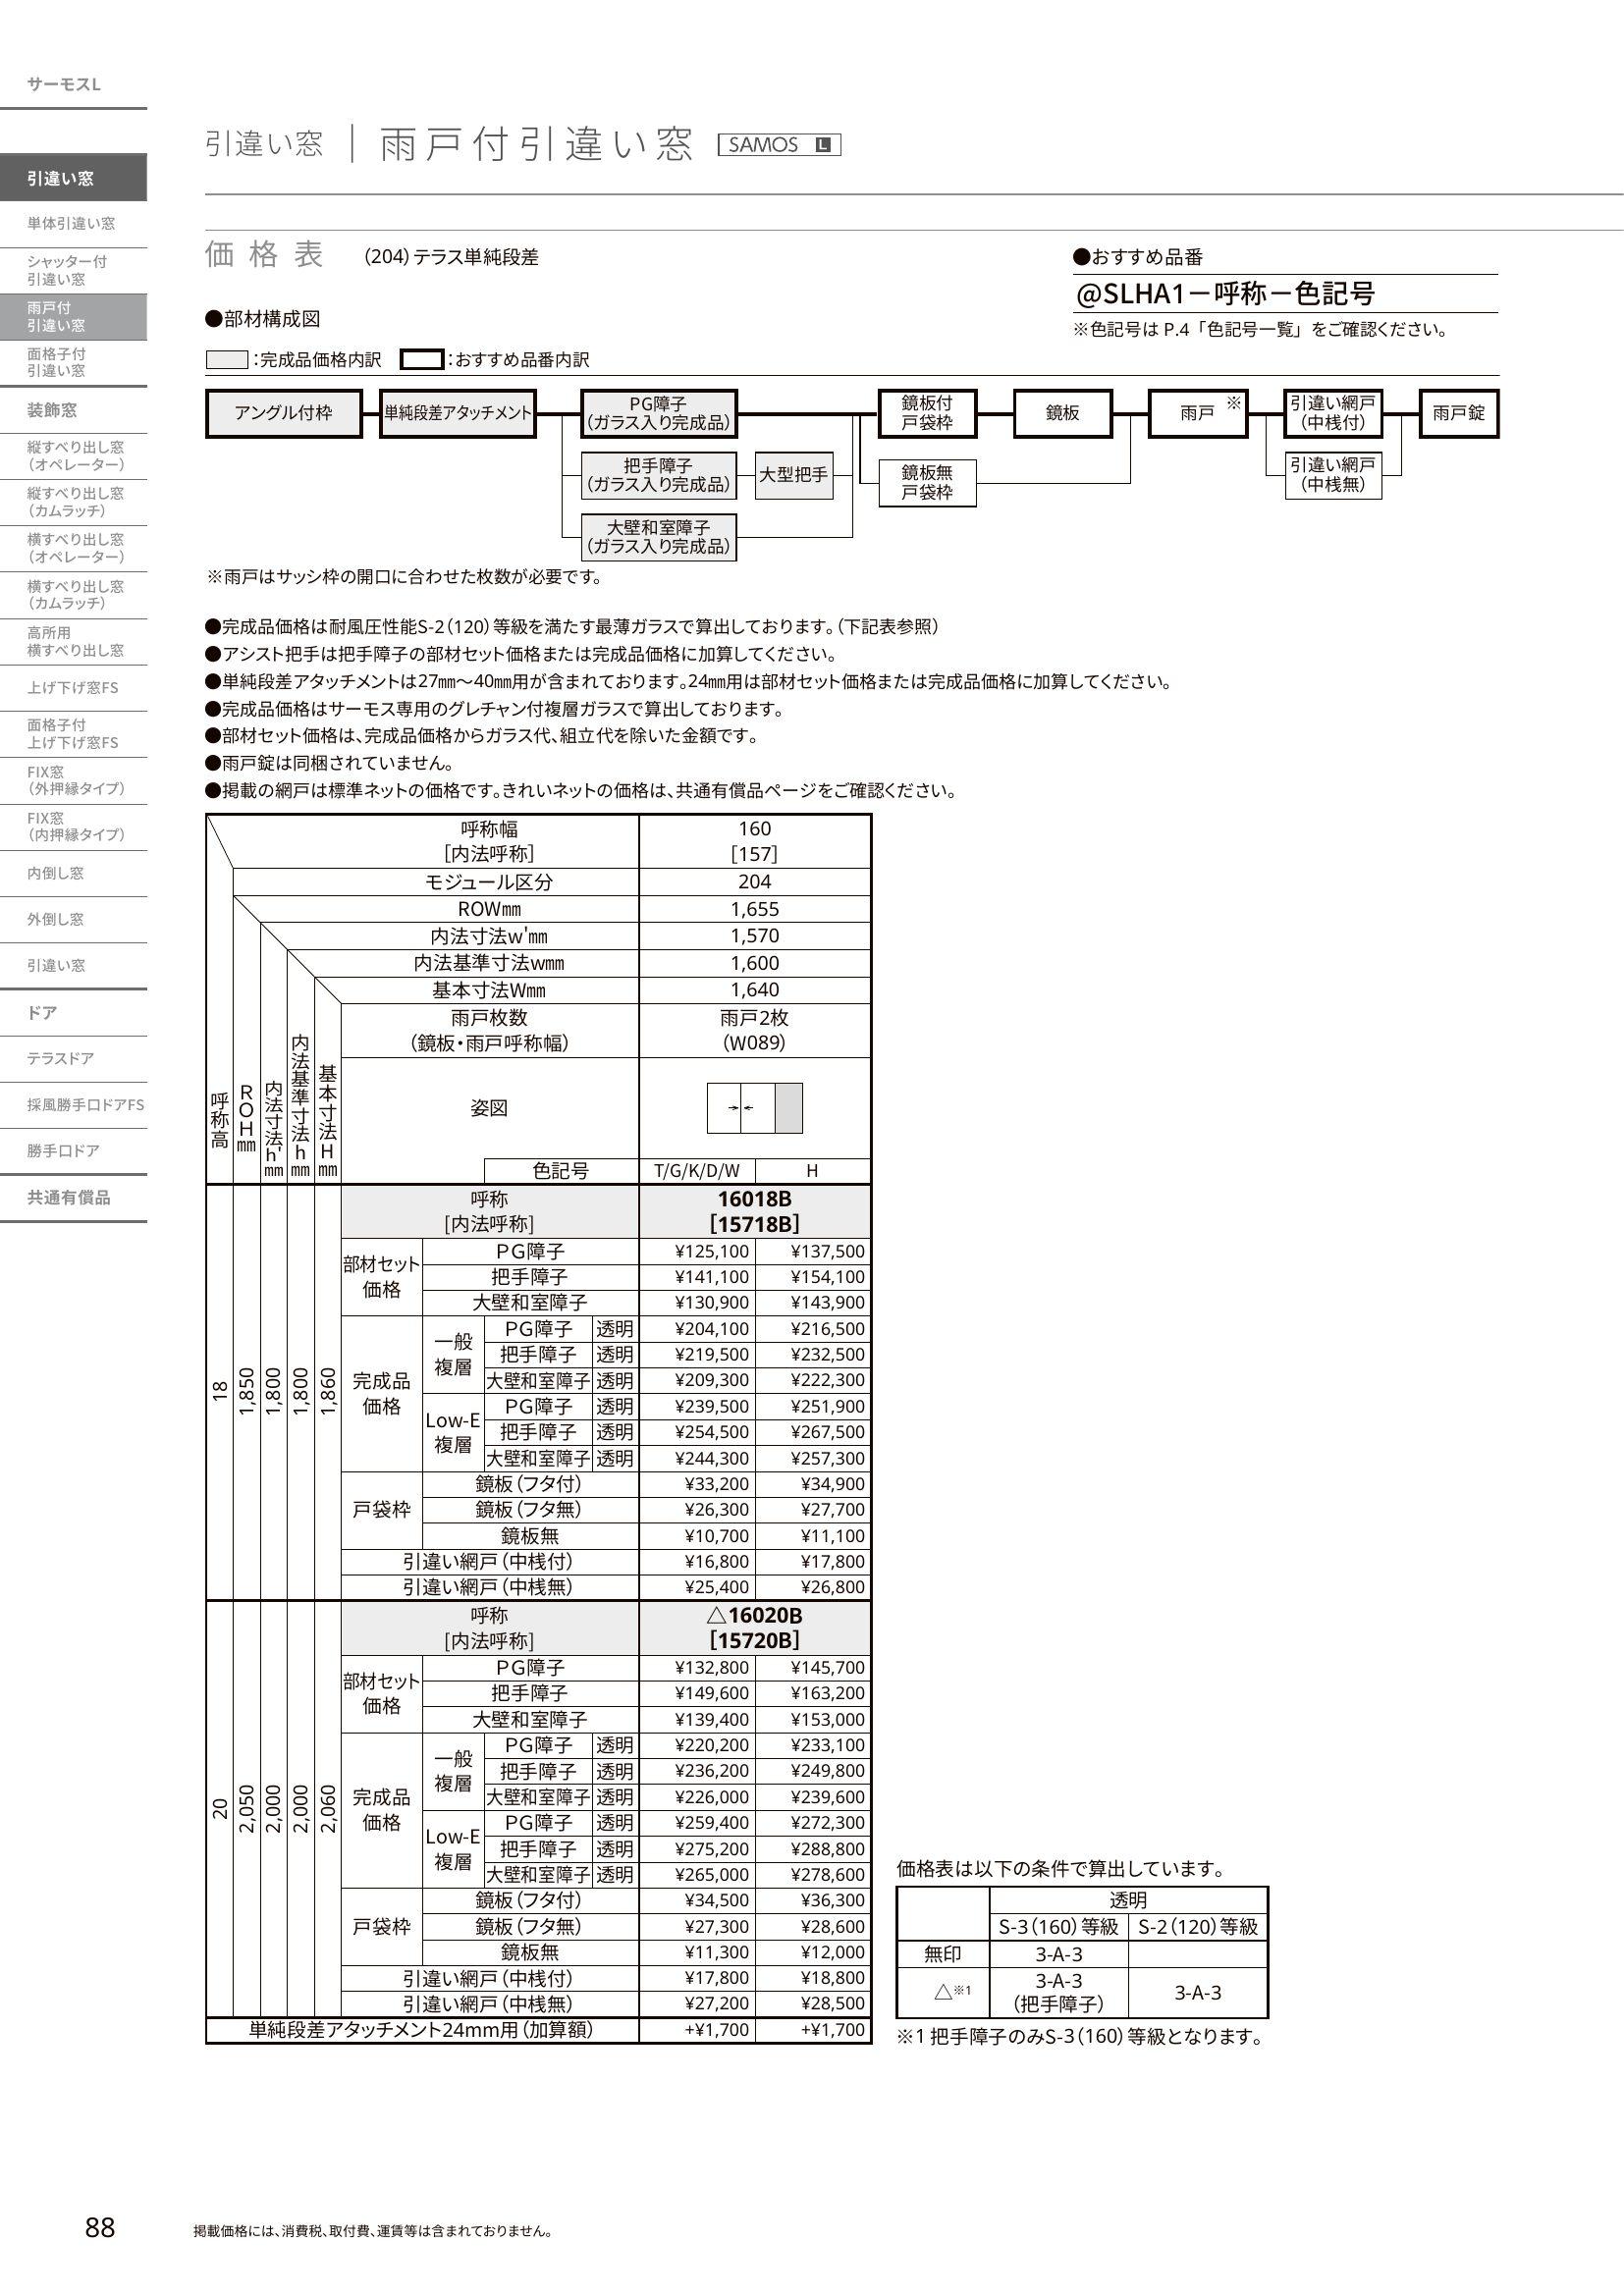 サーモスL
引違い窓
単体引違い窓
シャッター付
引違い窓
雨戸付
引違い窓
面格子付
引違い窓
装飾窓
縦すべり出し窓
（オペレーター）
縦すべり出し窓
（カムラッチ）
横すべり出し窓
（オペレーター）
横すべり出し窓
（カムラッチ）
高所用
横すべり出し窓
上げ下げ窓FS
面格子付
上げ下げ窓FS
FIX窓
（外押縁タイプ）
FIX窓
（内押縁タイプ）
内倒し窓
外倒し窓
引違い窓
ドア
テラスドア
採風勝手口ドアFS
勝手口ドア
共通有償品
引違い窓 | 雨戸付引違い窓 SAMOS L
価格表 （204）テラス単純段差
●おすすめ品番
@SLHA1－呼称－色記号
※色記号は P.4「色記号一覧」をご確認ください。
●部材構成図
：完成品価格内訳 ：おすすめ品番内訳
アングル付枠 単純段差アタッチメント PG障子 鏡板付 鏡板 雨戸 ※ 引違い網戸 雨戸錠
（ガラス入り完成品） 戸袋枠 （中桟付）
把手障子 大型把手 鏡板無 引違い網戸
（ガラス入り完成品） 戸袋枠 （中桟無）
大壁和室障子
（ガラス入り完成品）
※雨戸はサッシ枠の開口に合わせた枚数が必要です。
●完成品価格は耐風圧性能S-2（120）等級を満たす最薄ガラスで算出しております。（下記表参照）
●アシスト把手は把手障子の部材セット価格または完成品価格に加算してください。
●単純段差アタッチメントは27㎜～40㎜用が含まれております。24㎜用は部材セット価格または完成品価格に加算してください。
●完成品価格はサーモス専用のグレチャン付複層ガラスで算出しております。
●部材セット価格は、完成品価格からガラス代、組立代を除いた金額です。
●雨戸錠は同梱されていません。
●掲載の網戸は標準ネットの価格です。きれいネットの価格は、共通有償品ページをご確認ください。
呼称幅 160
［内法呼称］ ［157］
モジュール区分 204
ROW㎜ 1,655
内法寸法w'㎜ 1,570
内法基準寸法w㎜ 1,600
基本寸法W㎜ 1,640
雨戸枚数 雨戸2枚
（鏡板・雨戸呼称幅） （W089）
呼称高 ROH㎜ 内法寸法h'㎜ 内法基準寸法h㎜ 基本寸法H㎜
姿図
色記号 T/G/K/D/W H
18 1,850 1,800 1,800 1,860
呼称 16018B
[内法呼称] [15718B]
部材セット価格 PG障子 ¥125,100 ¥137,500
把手障子 ¥141,100 ¥154,100
大壁和室障子 ¥130,900 ¥143,900
完成品価格 一般複層 PG障子 透明 ¥204,100 ¥216,500
把手障子 透明 ¥219,500 ¥232,500
大壁和室障子 透明 ¥209,300 ¥222,300
Low-E複層 PG障子 透明 ¥239,500 ¥251,900
把手障子 透明 ¥254,500 ¥267,500
大壁和室障子 透明 ¥244,300 ¥257,300
戸袋枠 鏡板（フタ付） ¥33,200 ¥34,900
鏡板（フタ無） ¥26,300 ¥27,700
鏡板無 ¥10,700 ¥11,100
引違い網戸（中桟付） ¥16,800 ¥17,800
引違い網戸（中桟無） ¥25,400 ¥26,800
20 2,050 2,000 2,000 2,060
呼称 △16020B
[内法呼称] [15720B]
部材セット価格 PG障子 ¥132,800 ¥145,700
把手障子 ¥149,600 ¥163,200
大壁和室障子 ¥139,400 ¥153,000
完成品価格 一般複層 PG障子 透明 ¥220,200 ¥233,100
把手障子 透明 ¥236,200 ¥249,800
大壁和室障子 透明 ¥226,000 ¥239,600
Low-E複層 PG障子 透明 ¥259,400 ¥272,300
把手障子 透明 ¥275,200 ¥288,800
大壁和室障子 透明 ¥265,000 ¥278,600
戸袋枠 鏡板（フタ付） ¥34,500 ¥36,300
鏡板（フタ無） ¥27,300 ¥28,600
鏡板無 ¥11,300 ¥12,000
引違い網戸（中桟付） ¥17,800 ¥18,800
引違い網戸（中桟無） ¥27,200 ¥28,500
単純段差アタッチメント24mm用（加算額） +¥1,700 +¥1,700
価格表は以下の条件で算出しています。
透明
S-3（160）等級 S-2（120）等級
無印 3-A-3
△※1 3-A-3（把手障子） 3-A-3
※1 把手障子のみS-3（160）等級となります。
88
掲載価格には、消費税、取付費、運賃等は含まれておりません。